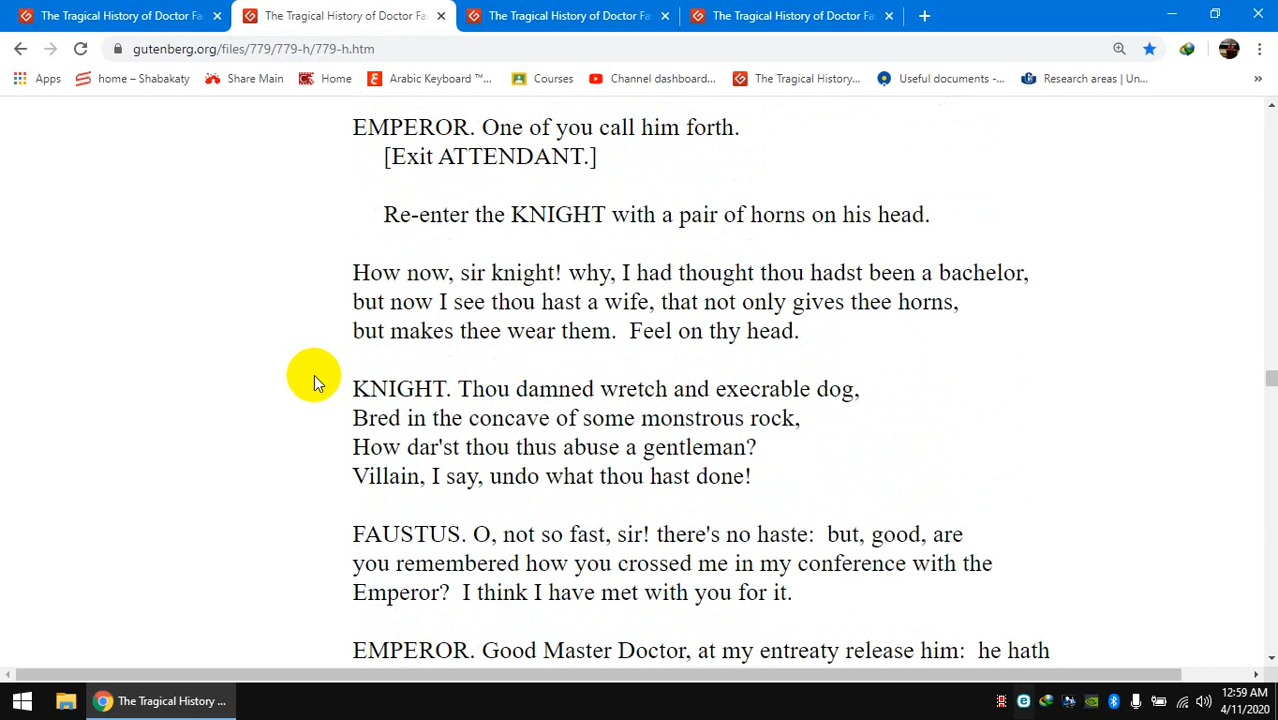 The Tragical History of Doctor Fa
The Tragical History of Doctor Fa
The Tragical History of Doctor Fa
The Tragical History of Doctor Fa
gutenberg.org/files/779/779-h/779-h.htm
Apps
home – Shabakaty
Share Main
Home
Arabic Keyboard ™...
Courses
Channel dashboard...
The Tragical History...
Useful documents -...
Research areas | Un...
EMPEROR. One of you call him forth.
[Exit ATTENDANT.]
Re-enter the KNIGHT with a pair of horns on his head.
How now, sir knight! why, I had thought thou hadst been a bachelor,
but now I see thou hast a wife, that not only gives thee horns,
but makes thee wear them.  Feel on thy head.
KNIGHT. Thou damned wretch and execrable dog,
Bred in the concave of some monstrous rock,
How dar'st thou thus abuse a gentleman?
Villain, I say, undo what thou hast done!
FAUSTUS. O, not so fast, sir! there's no haste:  but, good, are
you remembered how you crossed me in my conference with the
Emperor?  I think I have met with you for it.
EMPEROR. Good Master Doctor, at my entreaty release him:  he hath
The Tragical History ...
12:59 AM
4/11/2020